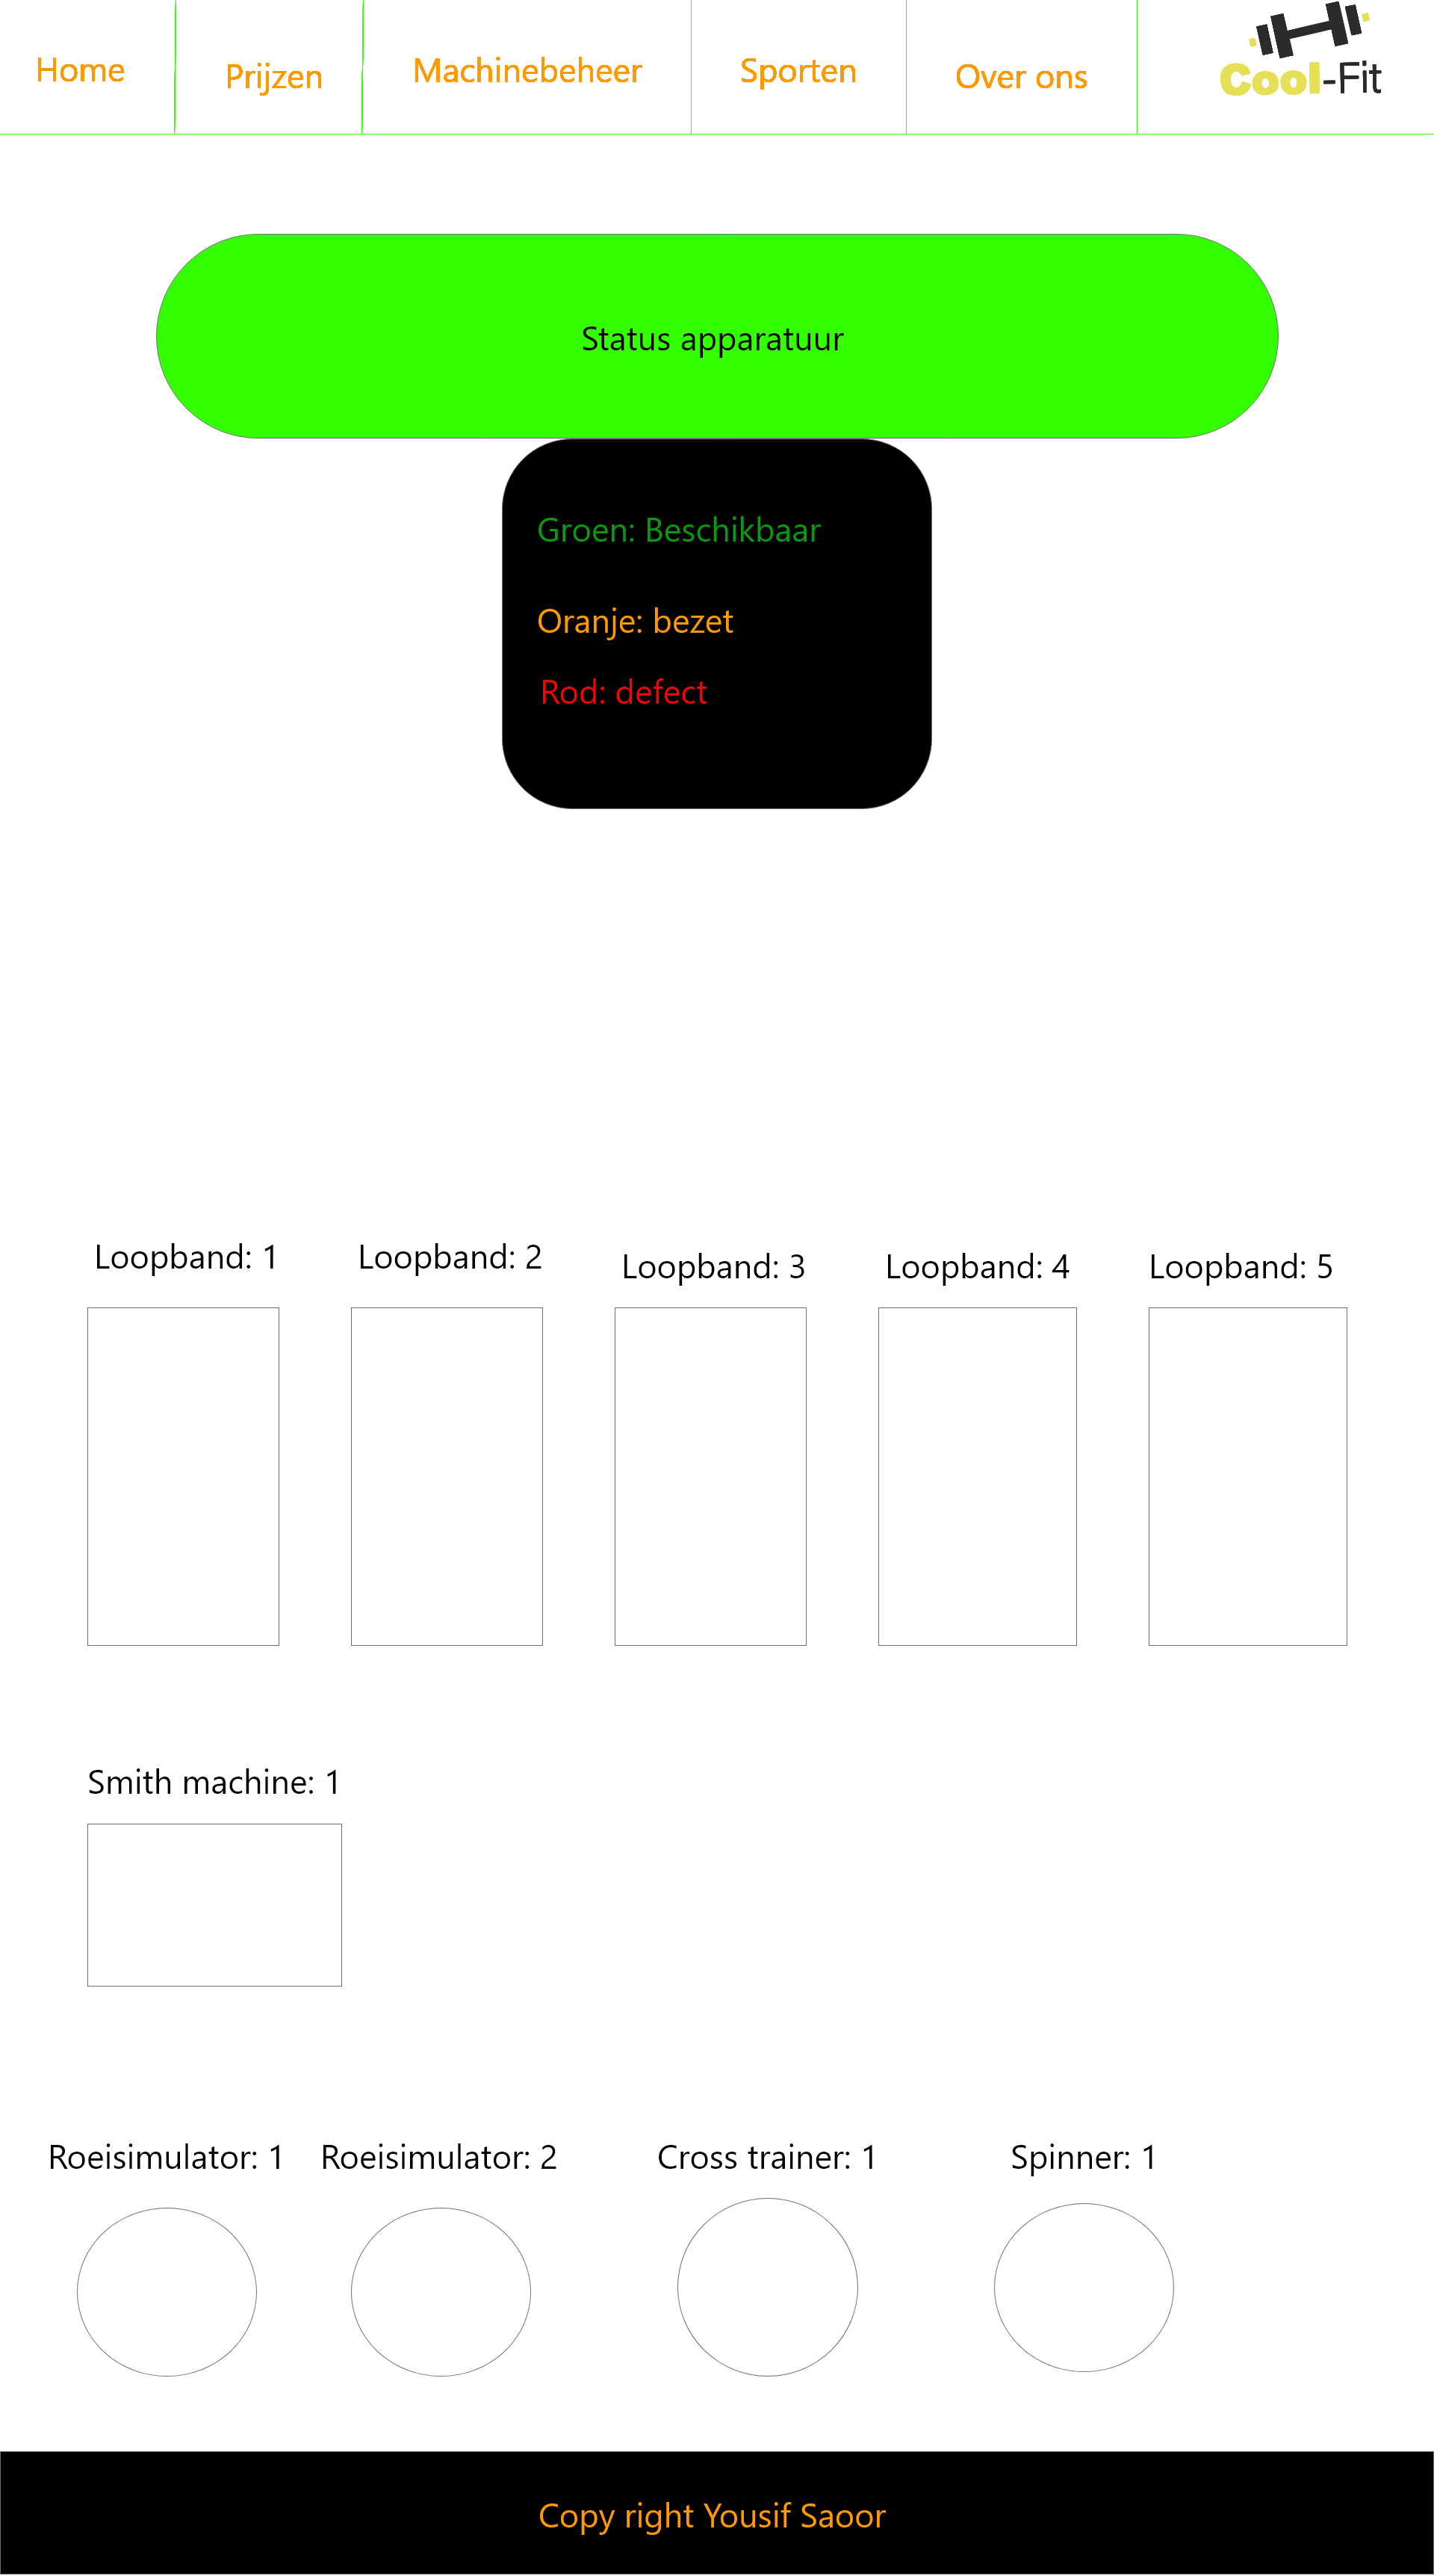 Home
Prijzen
Machinebeheer
Sporten
Over ons
Cool-Fit
Status apparatuur
Groen: Beschikbaar
Oranje: bezet
Rod: defect
Loopband: 1
Loopband: 2
Loopband: 3
Loopband: 4
Loopband: 5
Smith machine: 1
Roeisimulator: 1
Roeisimulator: 2
Cross trainer: 1
Spinner: 1
Copy right Yousif Saoor